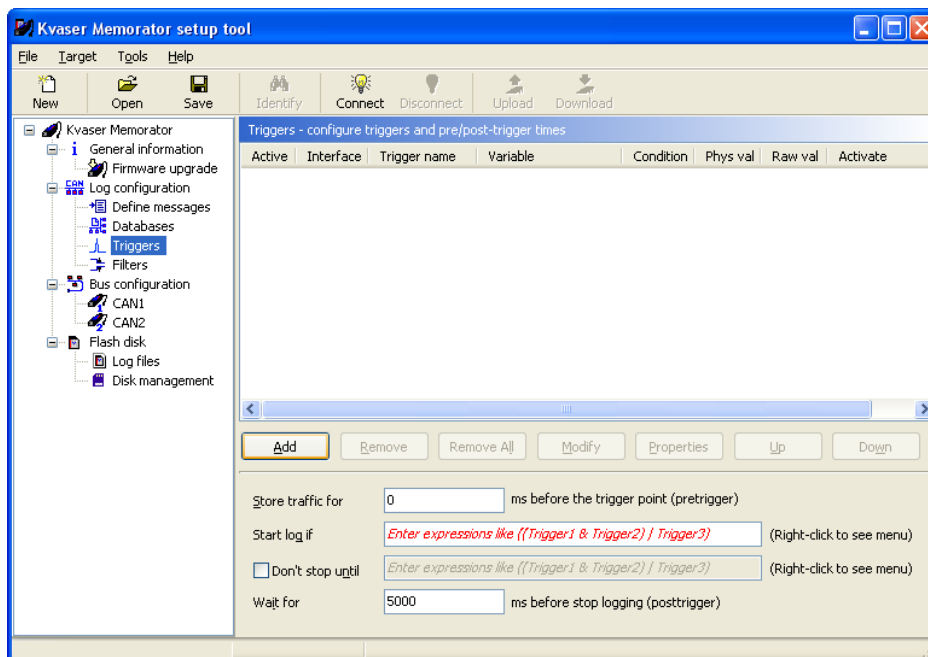 Kvaser Memorator setup tool
File Target Tools Help
New Open Save Identify Connect Disconnect Upload Download
Kvaser Memorator
General information
Firmware upgrade
CAN Log configuration
Define messages
Databases
Triggers
Filters
Bus configuration
1 CAN1
2 CAN2
Flash disk
Log files
Disk management
Triggers - configure triggers and pre/post-trigger times
Active Interface Trigger name Variable Condition Phys val Raw val Activate
Add Remove Remove All Modify Properties Up Down
Store traffic for 0 ms before the trigger point (pretrigger)
Start log if Enter expressions like ((Trigger1 & Trigger2) | Trigger3) (Right-click to see menu)
Don't stop until Enter expressions like ((Trigger1 & Trigger2) | Trigger3) (Right-click to see menu)
Wait for 5000 ms before stop logging (posttrigger)